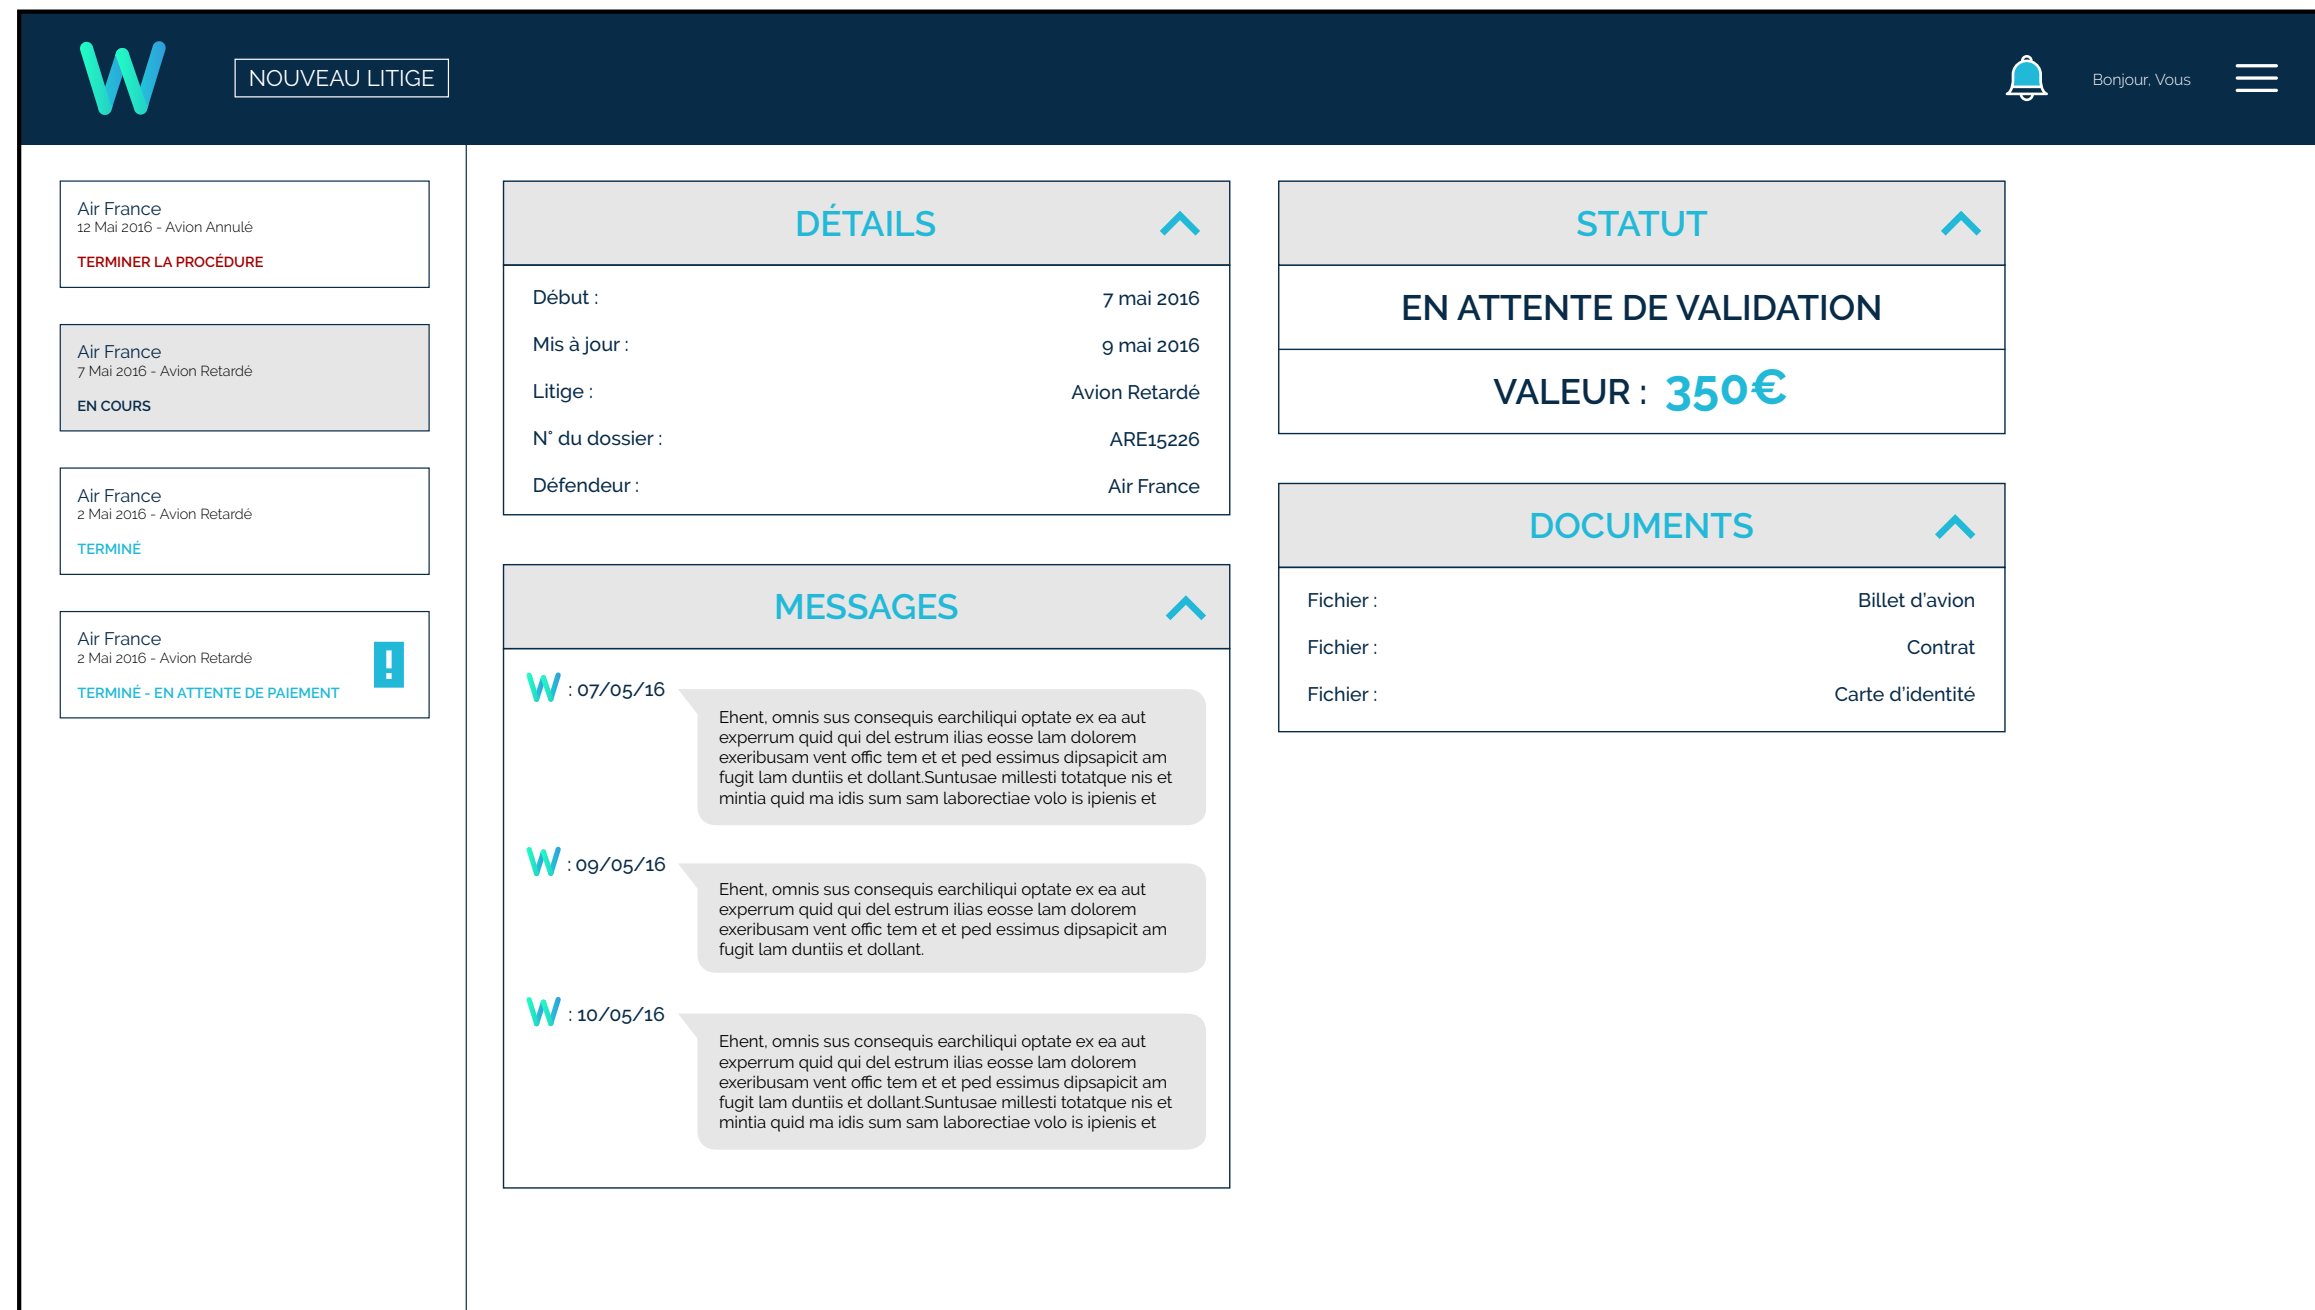 W
NOUVEAU LITIGE
Bonjour, Vous
Air France
12 Mai 2016 - Avion Annulé
TERMINER LA PROCÉDURE
Air France
7 Mai 2016 - Avion Retardé
EN COURS
Air France
2 Mai 2016 - Avion Retardé
TERMINÉ
Air France
2 Mai 2016 - Avion Retardé
TERMINÉ - EN ATTENTE DE PAIEMENT
!
DÉTAILS
Début : 7 mai 2016
Mis à jour : 9 mai 2016
Litige : Avion Retardé
N° du dossier : ARE15226
Défendeur : Air France
MESSAGES
W : 07/05/16
Ehent, omnis sus consequis earchiliqui optate ex ea aut
experrum quid qui del estrum ilias eosse lam dolorem
exeribusam vent offic tem et et ped essimus dipsapicit am
fugit lam duntiis et dollant.Suntusae millesti totatque nis et
mintia quid ma idis sum sam laborectiae volo is ipienis et
W : 09/05/16
Ehent, omnis sus consequis earchiliqui optate ex ea aut
experrum quid qui del estrum ilias eosse lam dolorem
exeribusam vent offic tem et et ped essimus dipsapicit am
fugit lam duntiis et dollant.
W : 10/05/16
Ehent, omnis sus consequis earchiliqui optate ex ea aut
experrum quid qui del estrum ilias eosse lam dolorem
exeribusam vent offic tem et et ped essimus dipsapicit am
fugit lam duntiis et dollant.Suntusae millesti totatque nis et
mintia quid ma idis sum sam laborectiae volo is ipienis et
STATUT
EN ATTENTE DE VALIDATION
VALEUR : 350€
DOCUMENTS
Fichier : Billet d'avion
Fichier : Contrat
Fichier : Carte d'identité